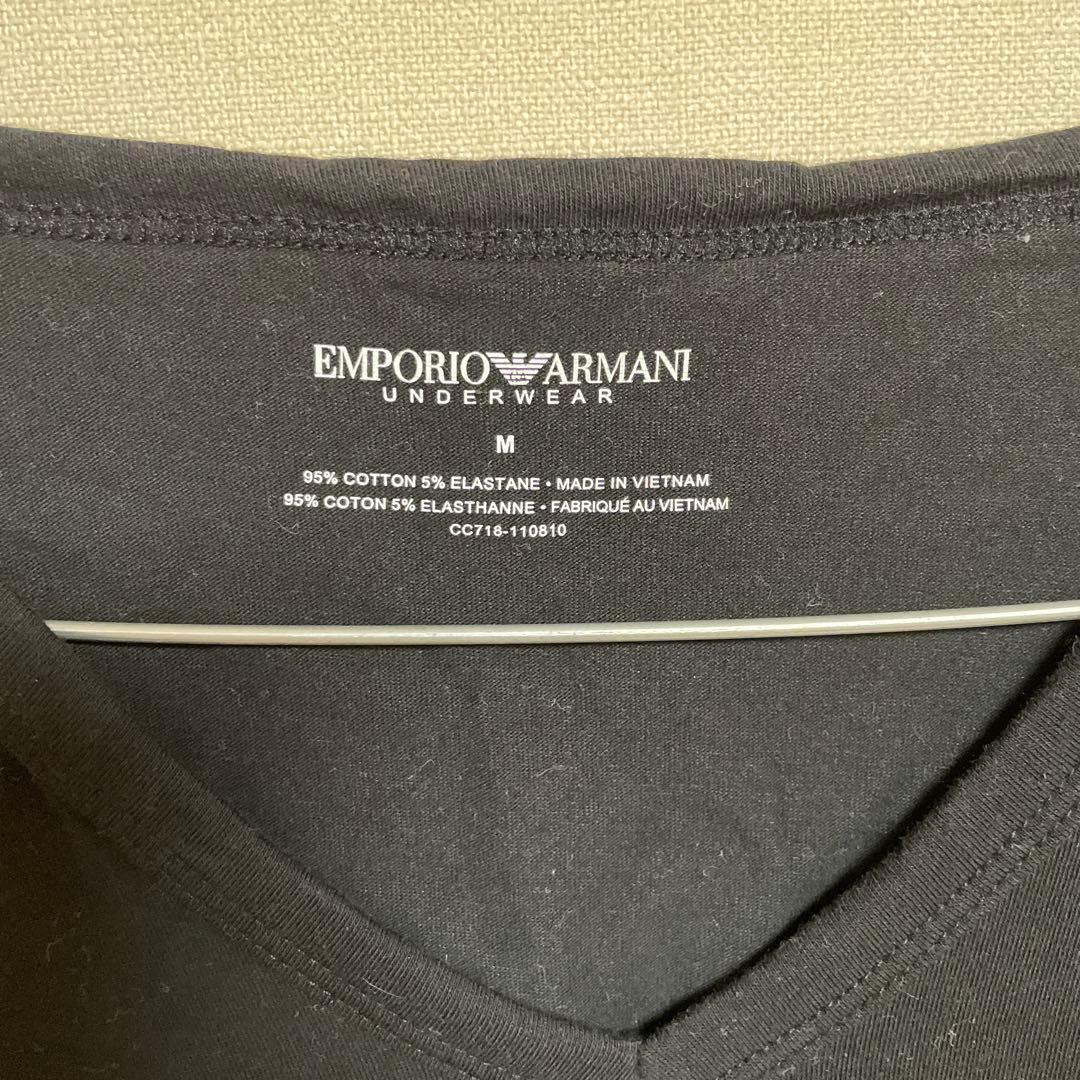 EMPORIO ARMANI
UNDERWEAR
M
95% COTTON 5% ELASTANE • MADE IN VIETNAM
95% COTON 5% ELASTHANNE • FABRIQUÉ AU VIETNAM
CC718-110810